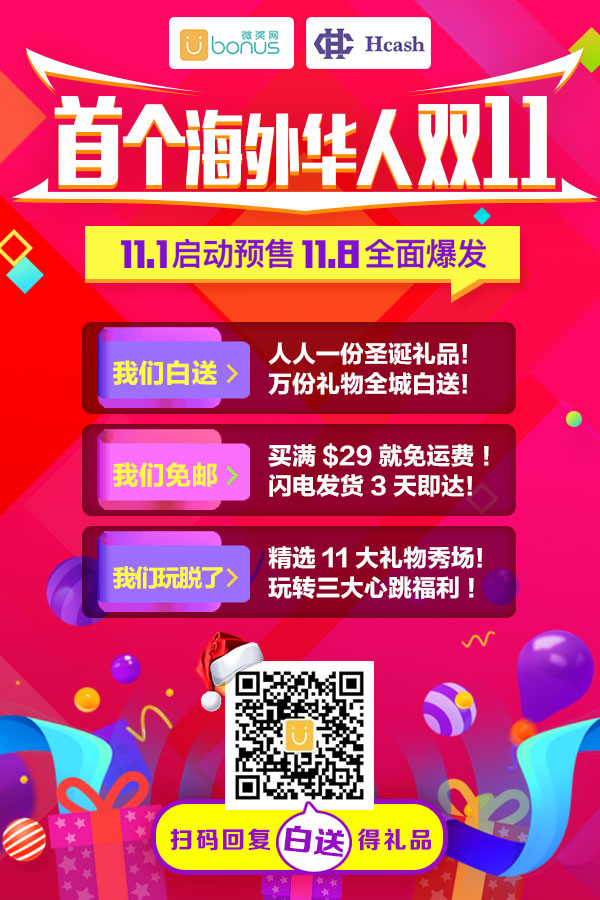 微奖网
bonus
Hcash
首个海外华人双11
11.1启动预售 11.8全面爆发
我们白送
人人一份圣诞礼品!
万份礼物全城白送!
我们免邮
买满 $29 就免运费！
闪电发货 3 天即达!
我们玩脱了
精选 11 大礼物秀场!
玩转三大心跳福利！
扫码回复白送得礼品